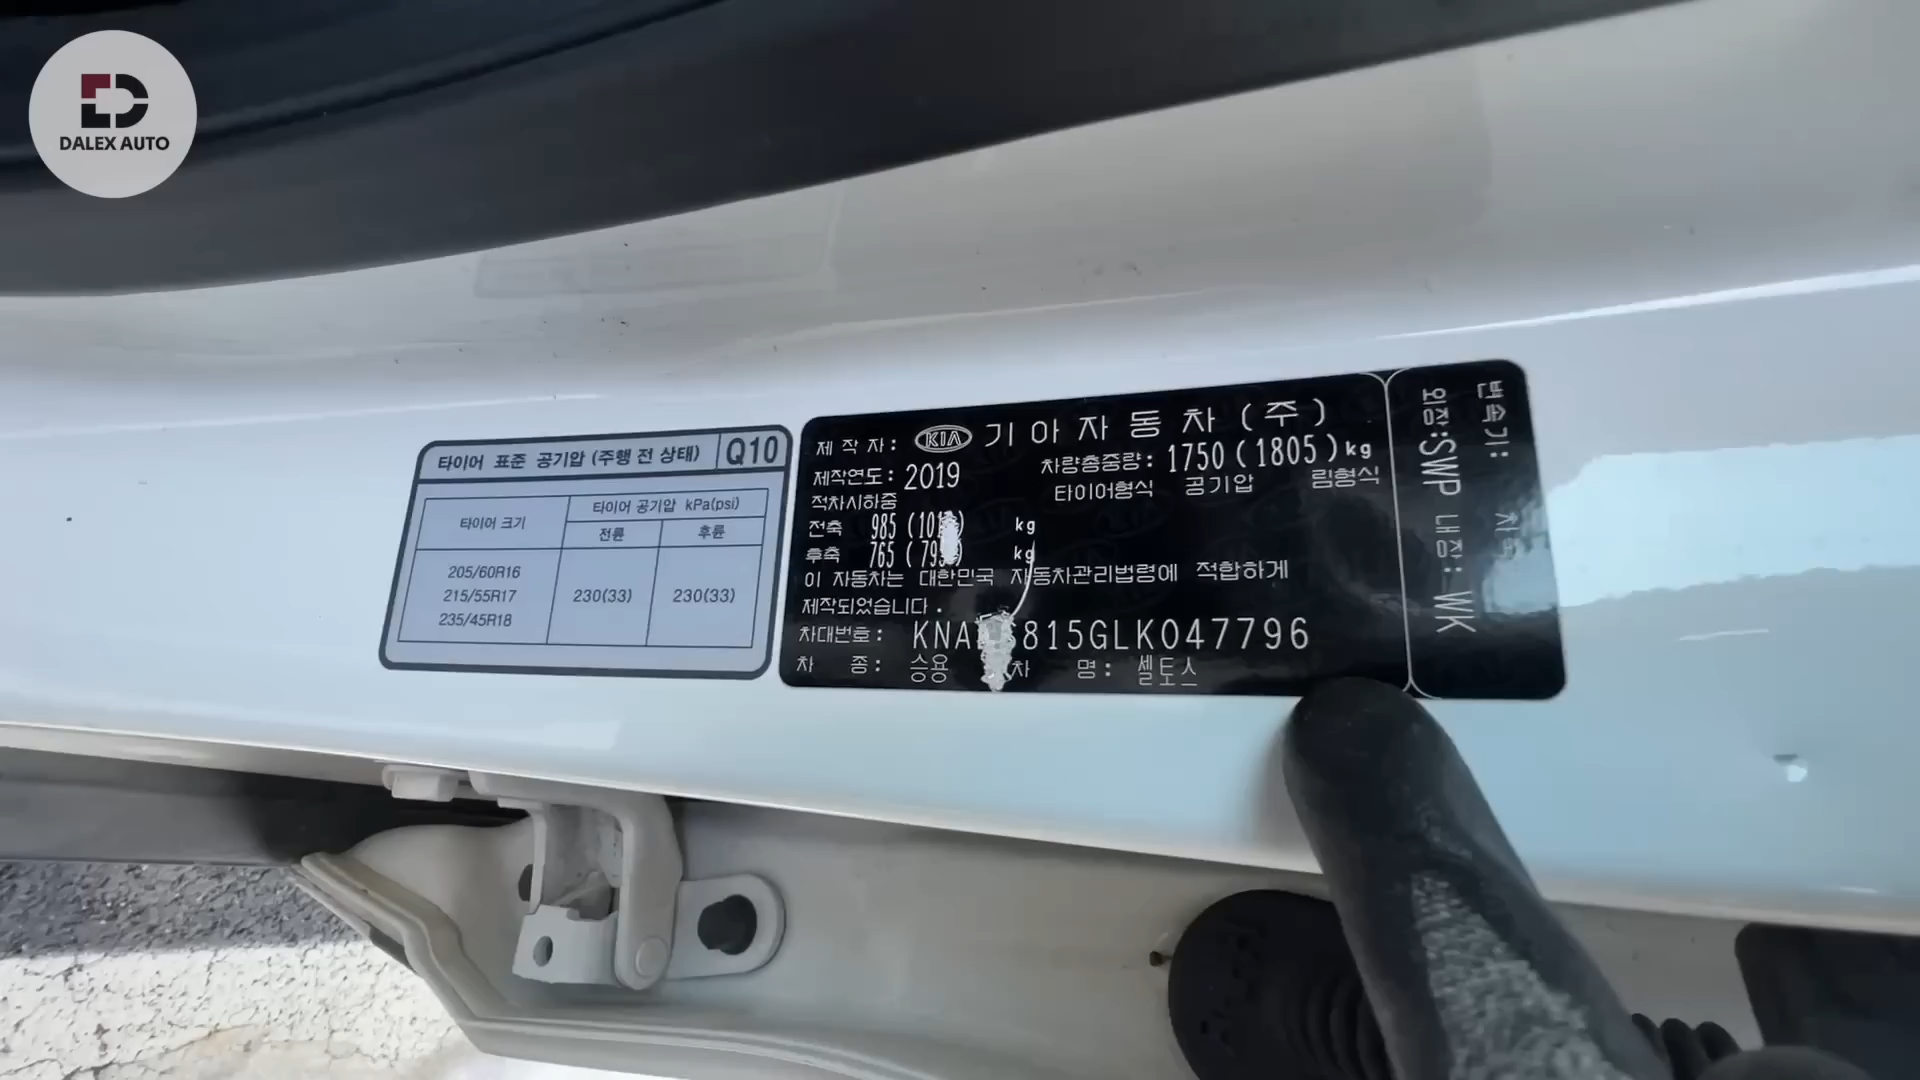 DALEX AUTO
타이어 표준 공기압 (주행 전 상태) Q10
타이어 크기
타이어 공기압 kPa(psi)
전륜 후륜
205/60R16
215/55R17
235/45R18
230(33) 230(33)
제작자: KIA 기아자동차(주)
제작연도: 2019 차량총중량: 1750(1805)kg
적차시하중 타이어형식 공기압 림형식
전축 985 kg
후축 765 kg
이 자동차는 대한민국 자동차관리법령에 적합하게
제작되었습니다.
차대번호: 815GLK047796
차 종: 승용 차 명: 셀토스
변속기:
외장:SWP 내장: WK